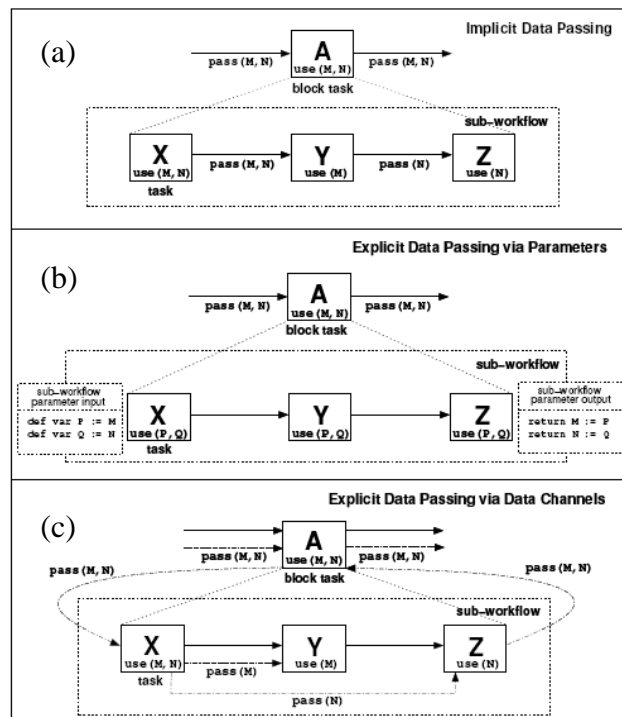 (a)
Implicit Data Passing
A
use (M, N)
pass (M, N)
pass (M, N)
block task
sub-workflow
X
use (M, N)
Y
use (M)
Z
use (N)
pass (M, N)
pass (N)
task
(b)
Explicit Data Passing via Parameters
A
use (M, N)
pass (M, N)
pass (M, N)
block task
sub-workflow
sub-workflow
parameter input
def var P := M
def var Q := N
X
use (P, Q)
Y
use (P, Q)
Z
use (P, Q)
task
sub-workflow
parameter output
return M := P
return N := Q
(c)
Explicit Data Passing via Data Channels
A
use (M, N)
pass (M, N)
pass (M, N)
pass (M, N)
pass (M, N)
block task
sub-workflow
X
use (M, N)
Y
use (M)
Z
use (N)
task
pass (M)
pass (N)